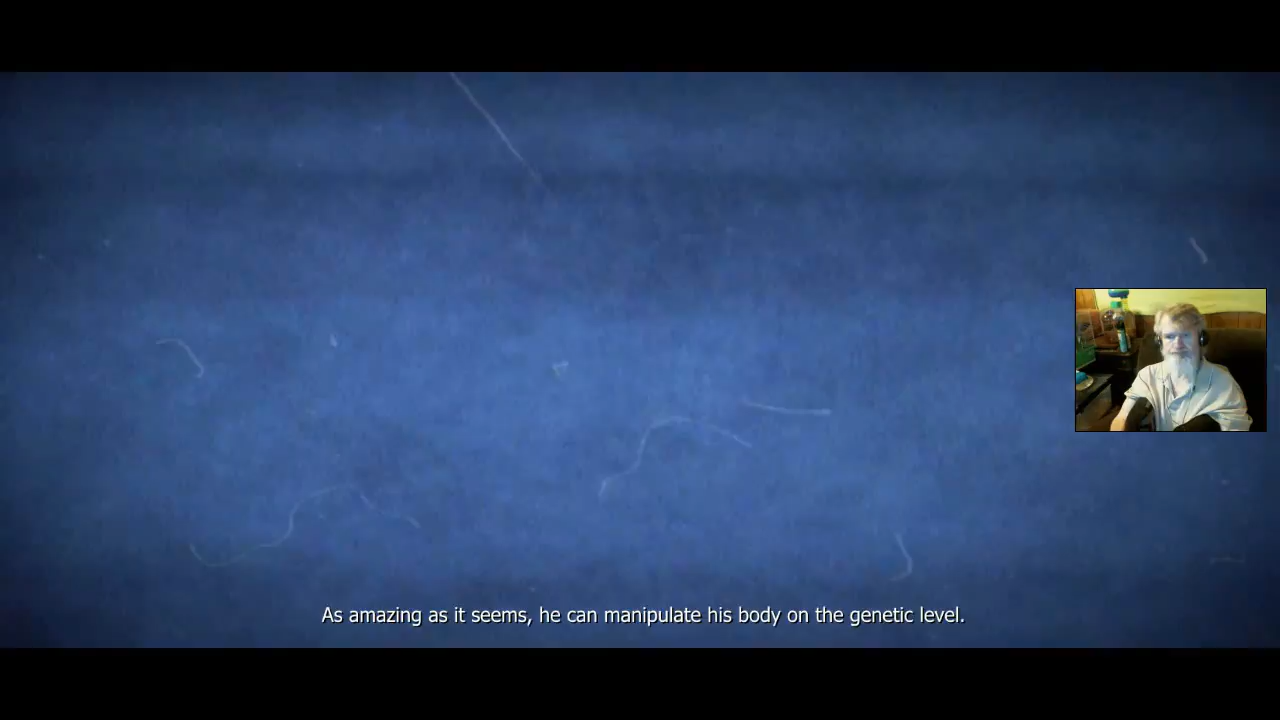 As amazing as it seems, he can manipulate his body on the genetic level.